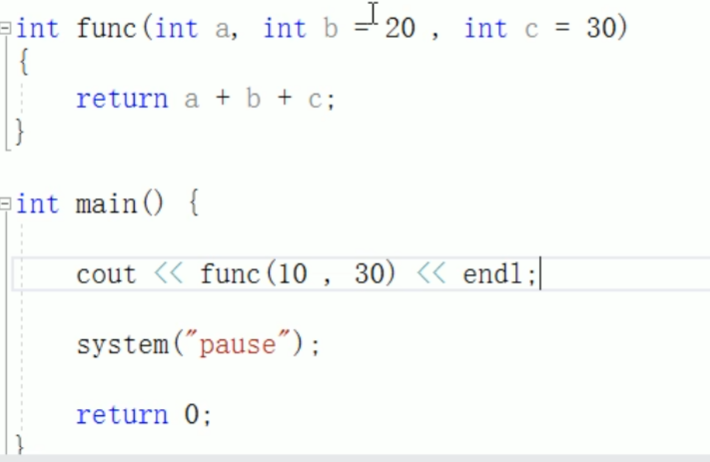 int func(int a, int b = 20 , int c = 30)
{
return a + b + c;
}
int main() {
cout << func(10 , 30) << endl;
system("pause");
return 0;
}